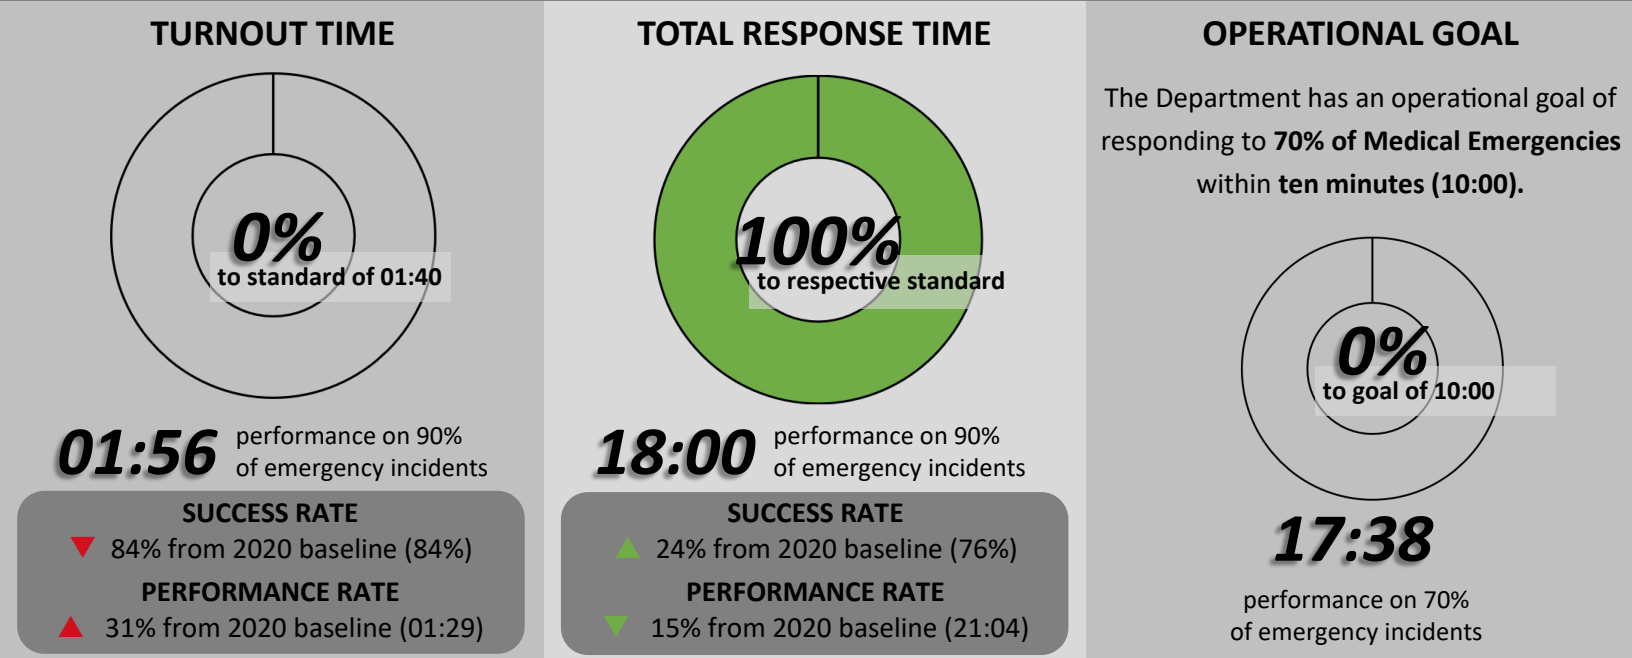 TURNOUT TIME
0%
to standard of 01:40
01:56
performance on 90%
of emergency incidents
SUCCESS RATE
▼ 84% from 2020 baseline (84%)
PERFORMANCE RATE
▲ 31% from 2020 baseline (01:29)
TOTAL RESPONSE TIME
100%
to respective standard
18:00
performance on 90%
of emergency incidents
SUCCESS RATE
▲ 24% from 2020 baseline (76%)
PERFORMANCE RATE
▼ 15% from 2020 baseline (21:04)
OPERATIONAL GOAL
The Department has an operational goal of
responding to 70% of Medical Emergencies
within ten minutes (10:00).
0%
to goal of 10:00
17:38
performance on 70%
of emergency incidents